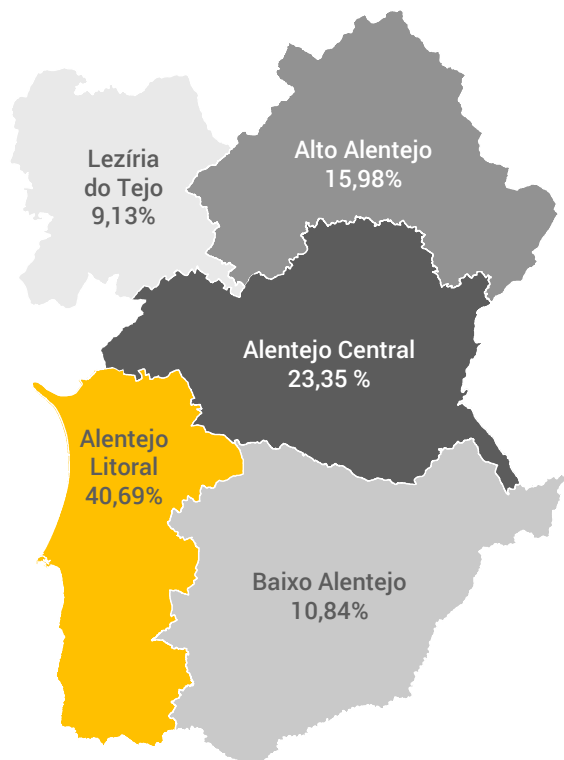 Lezíria
do Tejo
9,13%
Alto Alentejo
15,98%
Alentejo Central
23,35 %
Alentejo
Litoral
40,69%
Baixo Alentejo
10,84%